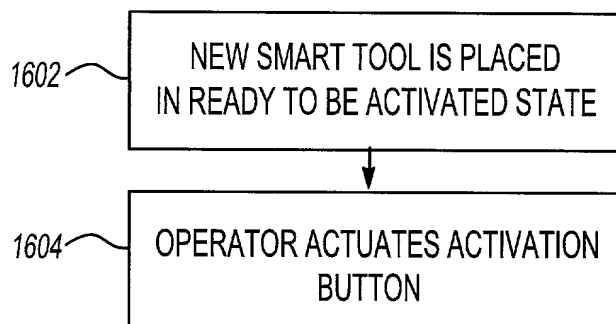 1602
NEW SMART TOOL IS PLACED
IN READY TO BE ACTIVATED STATE
1604
OPERATOR ACTUATES ACTIVATION
BUTTON